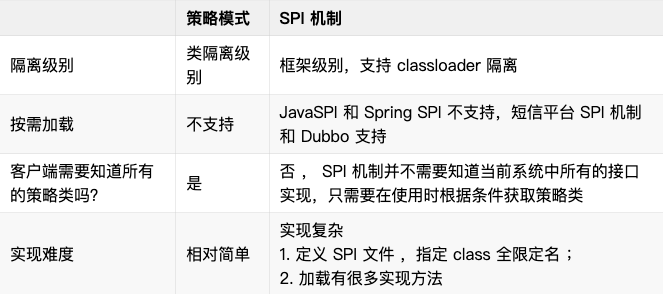 策略模式 SPI 机制
隔离级别 类隔离级别 框架级别，支持 classloader 隔离
按需加载 不支持 JavaSPI 和 Spring SPI 不支持，短信平台 SPI 机制
和 Dubbo 支持
客户端需要知道所有
的策略类吗？ 是 否 ， SPI 机制并不需要知道当前系统中所有的接口
实现，只需要在使用时根据条件获取策略类
实现难度 相对简单 实现复杂
1. 定义 SPI 文件 ，指定 class 全限定名 ；
2. 加载有很多实现方法